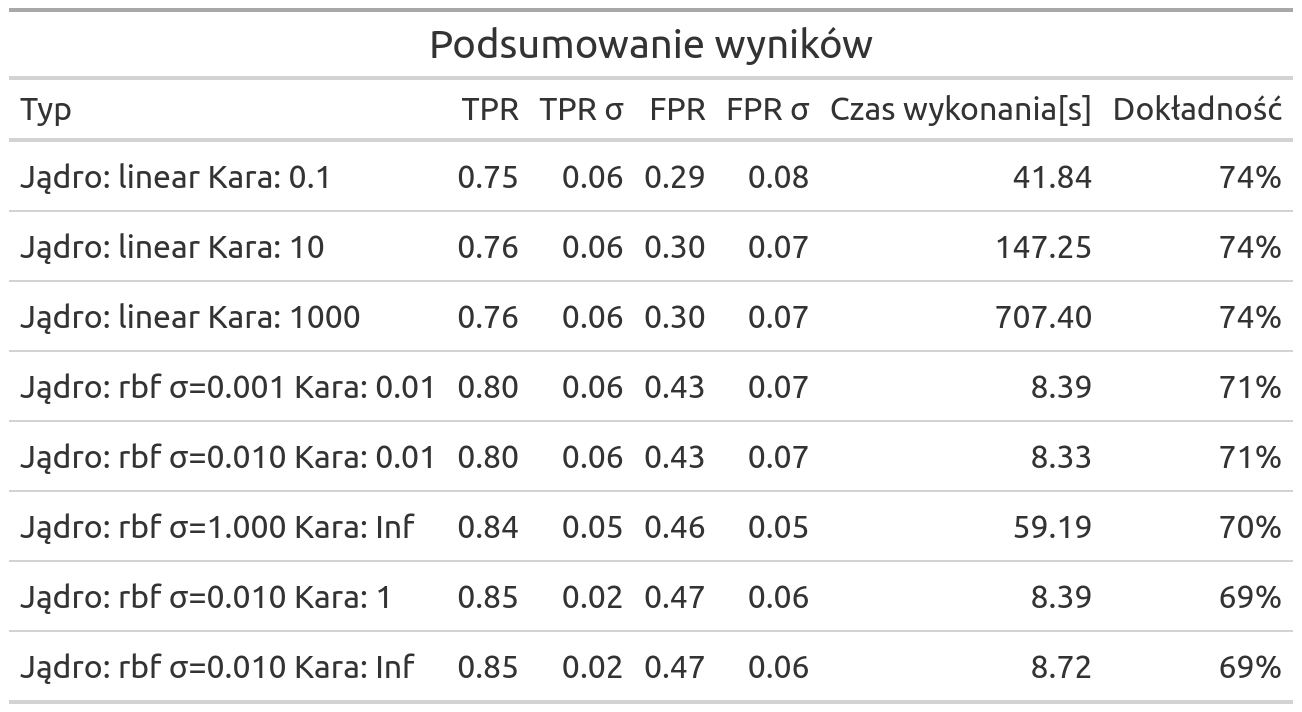 Podsumowanie wyników
Typ TPR TPR σ FPR FPR σ Czas wykonania[s] Dokładność
Jądro: linear Kara: 0.1 0.75 0.06 0.29 0.08 41.84 74%
Jądro: linear Kara: 10 0.76 0.06 0.30 0.07 147.25 74%
Jądro: linear Kara: 1000 0.76 0.06 0.30 0.07 707.40 74%
Jądro: rbf σ=0.001 Kara: 0.01 0.80 0.06 0.43 0.07 8.39 71%
Jądro: rbf σ=0.010 Kara: 0.01 0.80 0.06 0.43 0.07 8.33 71%
Jądro: rbf σ=1.000 Kara: Inf 0.84 0.05 0.46 0.05 59.19 70%
Jądro: rbf σ=0.010 Kara: 1 0.85 0.02 0.47 0.06 8.39 69%
Jądro: rbf σ=0.010 Kara: Inf 0.85 0.02 0.47 0.06 8.72 69%